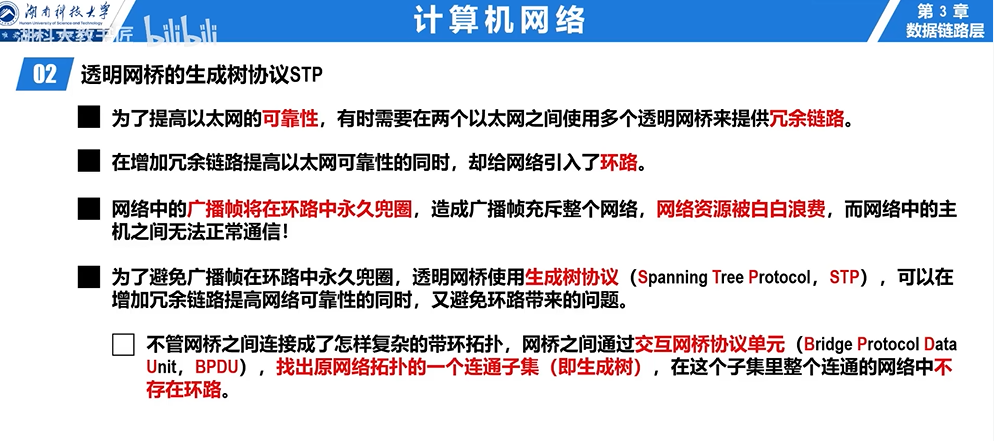 湖南科技大学
Hunan University of Science and Technology
湖科大教书匠 bilibili
计算机网络
第 3 章
数据链路层
02 透明网桥的生成树协议STP
为了提高以太网的可靠性，有时需要在两个以太网之间使用多个透明网桥来提供冗余链路。
在增加冗余链路提高以太网可靠性的同时，却给网络引入了环路。
网络中的广播帧将在环路中永久兜圈，造成广播帧充斥整个网络，网络资源被白白浪费，而网络中的主
机之间无法正常通信！
为了避免广播帧在环路中永久兜圈，透明网桥使用生成树协议（Spanning Tree Protocol，STP），可以在
增加冗余链路提高网络可靠性的同时，又避免环路带来的问题。
不管网桥之间连接成了怎样复杂的带环拓扑，网桥之间通过交互网桥协议单元（Bridge Protocol Data
Unit，BPDU），找出原网络拓扑的一个连通子集（即生成树），在这个子集里整个连通的网络中不
存在环路。